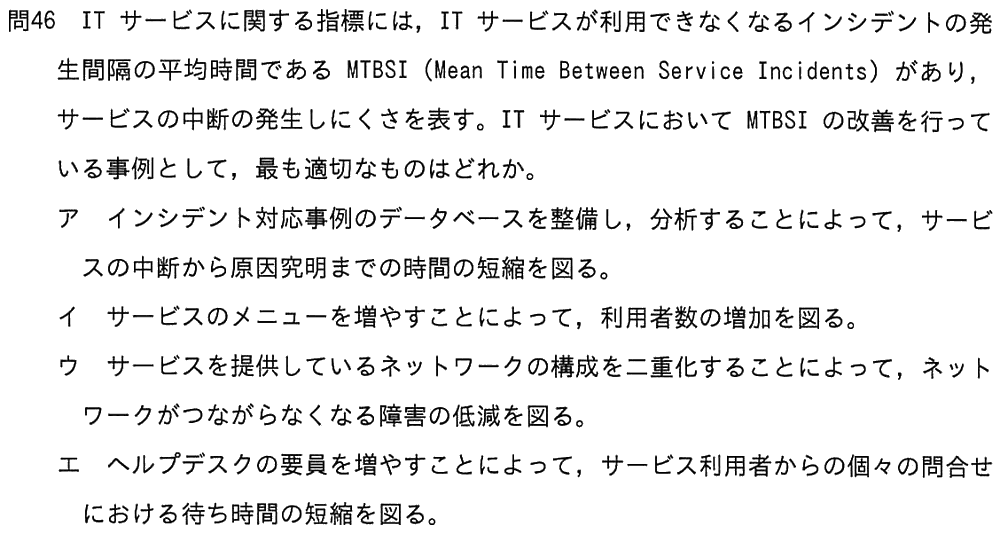 問46 IT サービスに関する指標には，IT サービスが利用できなくなるインシデントの発
生間隔の平均時間である MTBSI (Mean Time Between Service Incidents) があり，
サービスの中断の発生しにくさを表す。IT サービスにおいて MTBSI の改善を行って
いる事例として，最も適切なものはどれか。
ア インシデント対応事例のデータベースを整備し，分析することによって，サービ
スの中断から原因究明までの時間の短縮を図る。
イ サービスのメニューを増やすことによって，利用者数の増加を図る。
ウ サービスを提供しているネットワークの構成を二重化することによって，ネット
ワークがつながらなくなる障害の低減を図る。
エ ヘルプデスクの要員を増やすことによって，サービス利用者からの個々の問合せ
における待ち時間の短縮を図る。